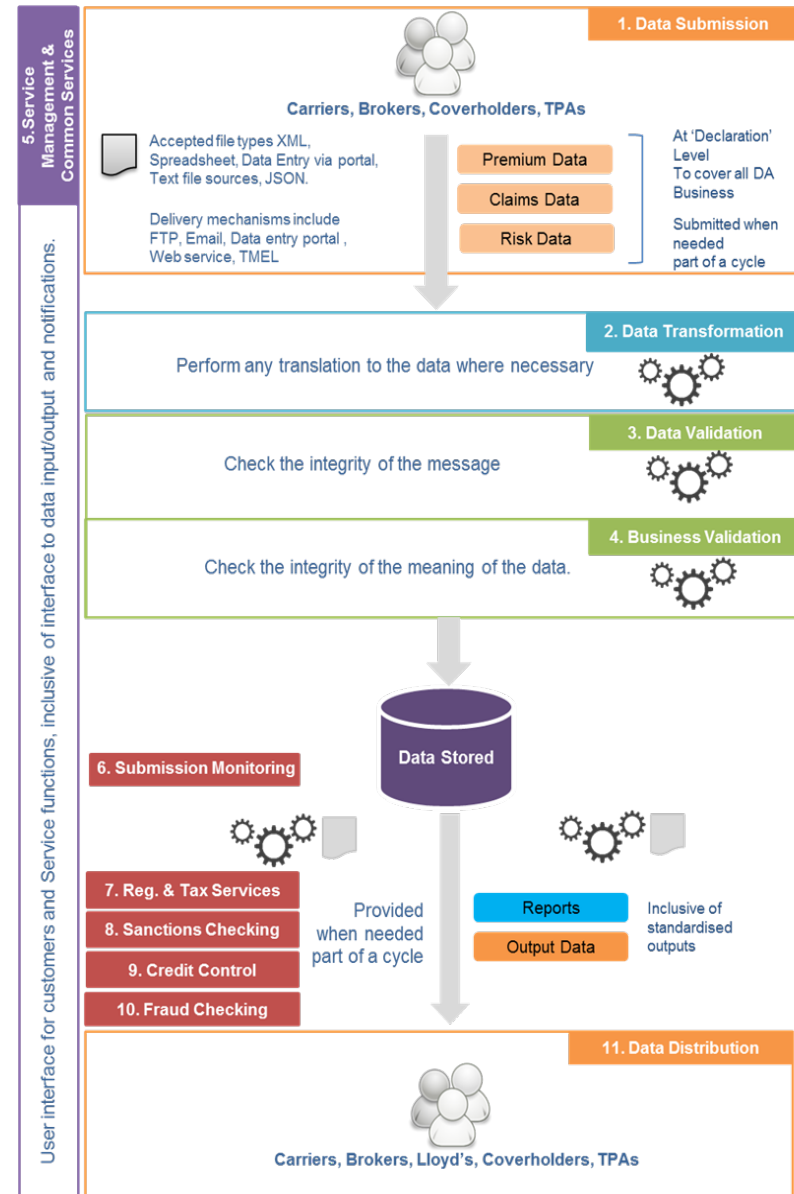 5.Service
Management &
Common Services
User interface for customers and Service functions, inclusive of interface to data input/output and notifications.
1. Data Submission
Carriers, Brokers, Coverholders, TPAs
Accepted file types XML,
Spreadsheet, Data Entry via portal,
Text file sources, JSON.
Delivery mechanisms include
FTP, Email, Data entry portal ,
Web service, TMEL
Premium Data
Claims Data
Risk Data
At ‘Declaration’
Level
To cover all DA
Business
Submitted when
needed
part of a cycle
2. Data Transformation
Perform any translation to the data where necessary
3. Data Validation
Check the integrity of the message
4. Business Validation
Check the integrity of the meaning of the data.
Data Stored
6. Submission Monitoring
7. Reg. & Tax Services
8. Sanctions Checking
9. Credit Control
10. Fraud Checking
Provided
when needed
part of a cycle
Reports
Output Data
Inclusive of
standardised
outputs
11. Data Distribution
Carriers, Brokers, Lloyd’s, Coverholders, TPAs